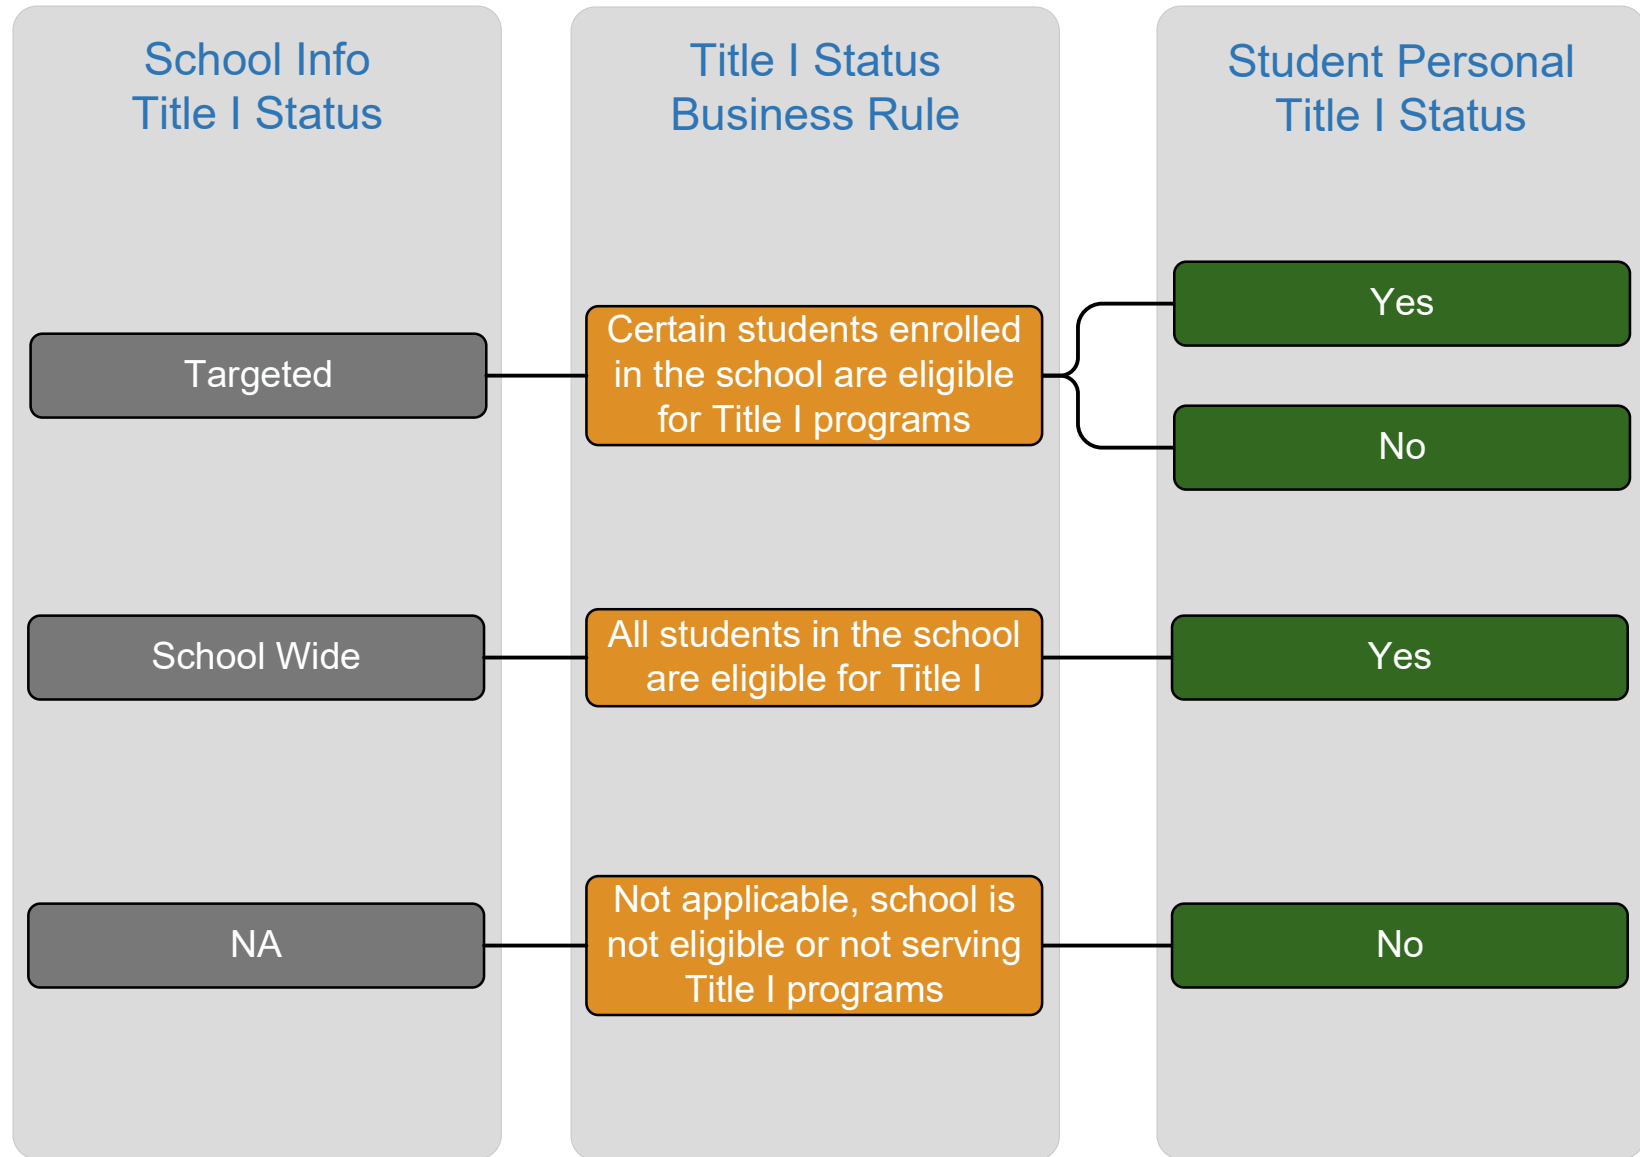 School Info
Title I Status
Title I Status
Business Rule
Student Personal
Title I Status
Targeted
Certain students enrolled
in the school are eligible
for Title I programs
Yes
No
School Wide
All students in the school
are eligible for Title I
Yes
NA
Not applicable, school is
not eligible or not serving
Title I programs
No